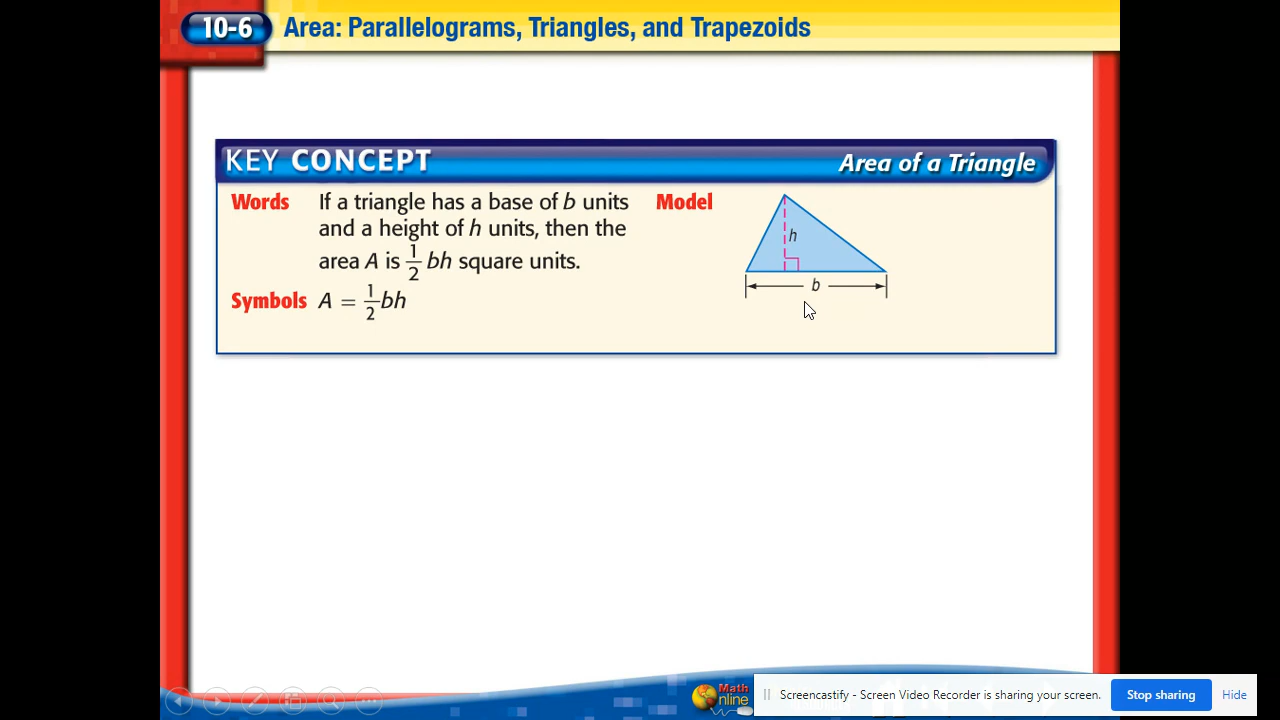 10-6 Area: Parallelograms, Triangles, and Trapezoids
KEY CONCEPT
Area of a Triangle
Words If a triangle has a base of b units
and a height of h units, then the
area A is 1/2 bh square units.
Symbols A = 1/2 bh
Model
h
b
Math
nline
Screencastify - Screen Video Recorder is sharing your screen.
Stop sharing
Hide